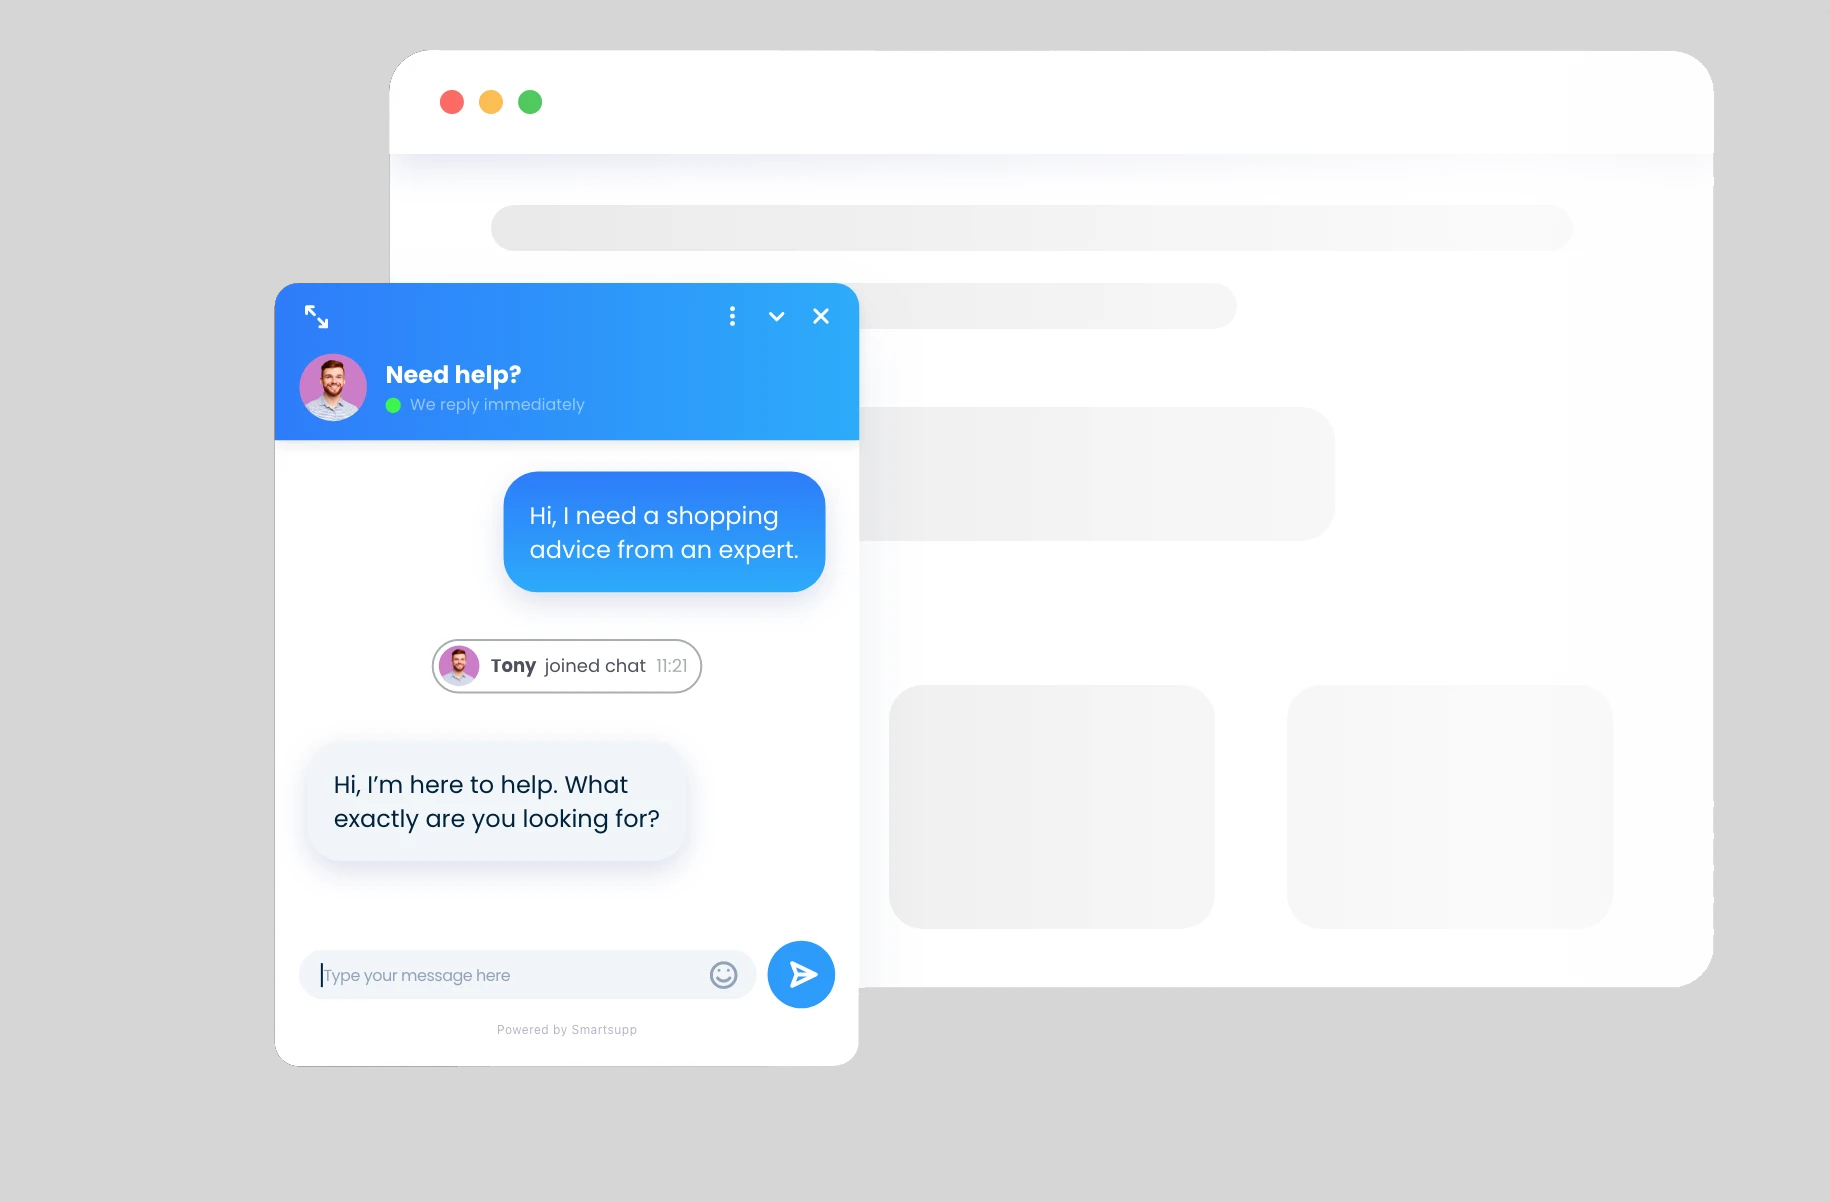 Need help?
We reply immediately
Hi, I need a shopping
advice from an expert.
Tony joined chat 11:21
Hi, I’m here to help. What
exactly are you looking for?
Type your message here
Powered by Smartsupp